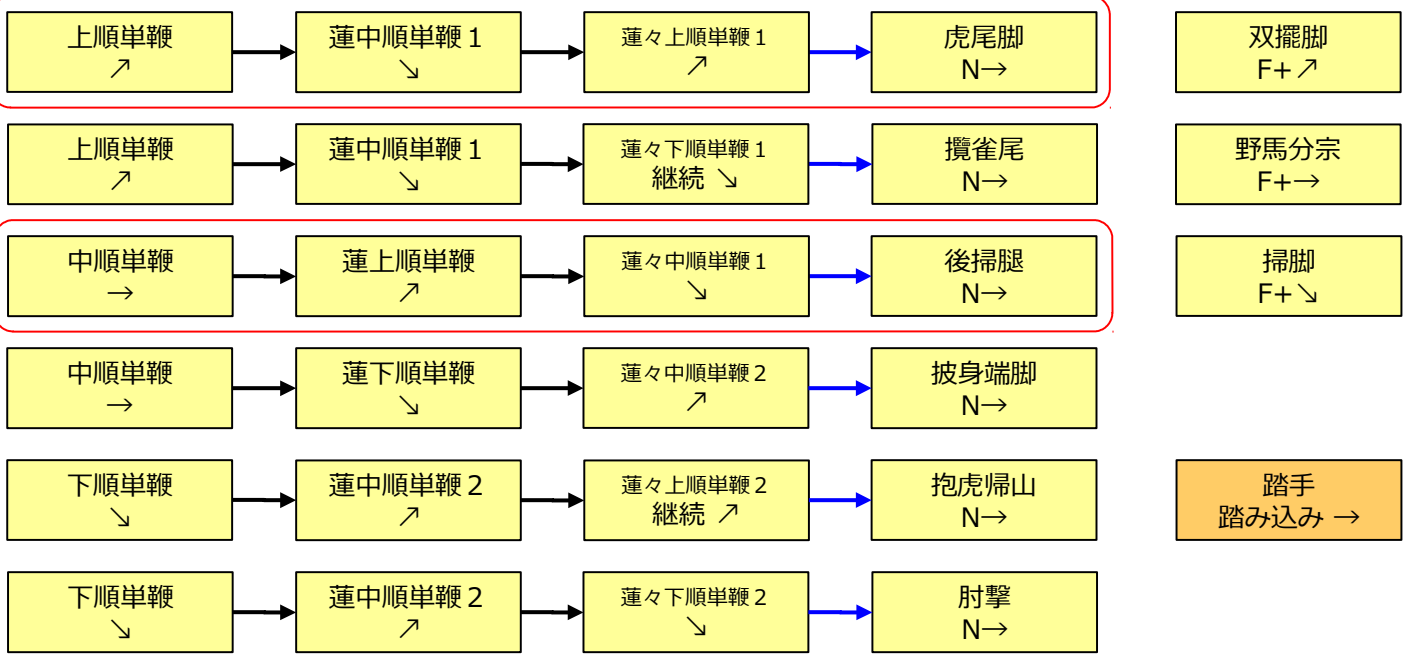 上順単鞭
↗
蓮中順単鞭1
↘
蓮々上順単鞭1
↗
虎尾脚
N→
双擺脚
F+↗
上順単鞭
↗
蓮中順単鞭1
↘
蓮々下順単鞭1
継続 ↘
攬雀尾
N→
野馬分宗
F+→
中順単鞭
→
蓮上順単鞭
↗
蓮々中順単鞭1
↘
後掃腿
N→
掃脚
F+↘
中順単鞭
→
蓮下順単鞭
↘
蓮々中順単鞭2
↗
披身端脚
N→
下順単鞭
↘
蓮中順単鞭2
↗
蓮々上順単鞭2
継続 ↗
抱虎帰山
N→
踏手
踏み込み →
下順単鞭
↘
蓮中順単鞭2
↗
蓮々下順単鞭2
↘
肘撃
N→